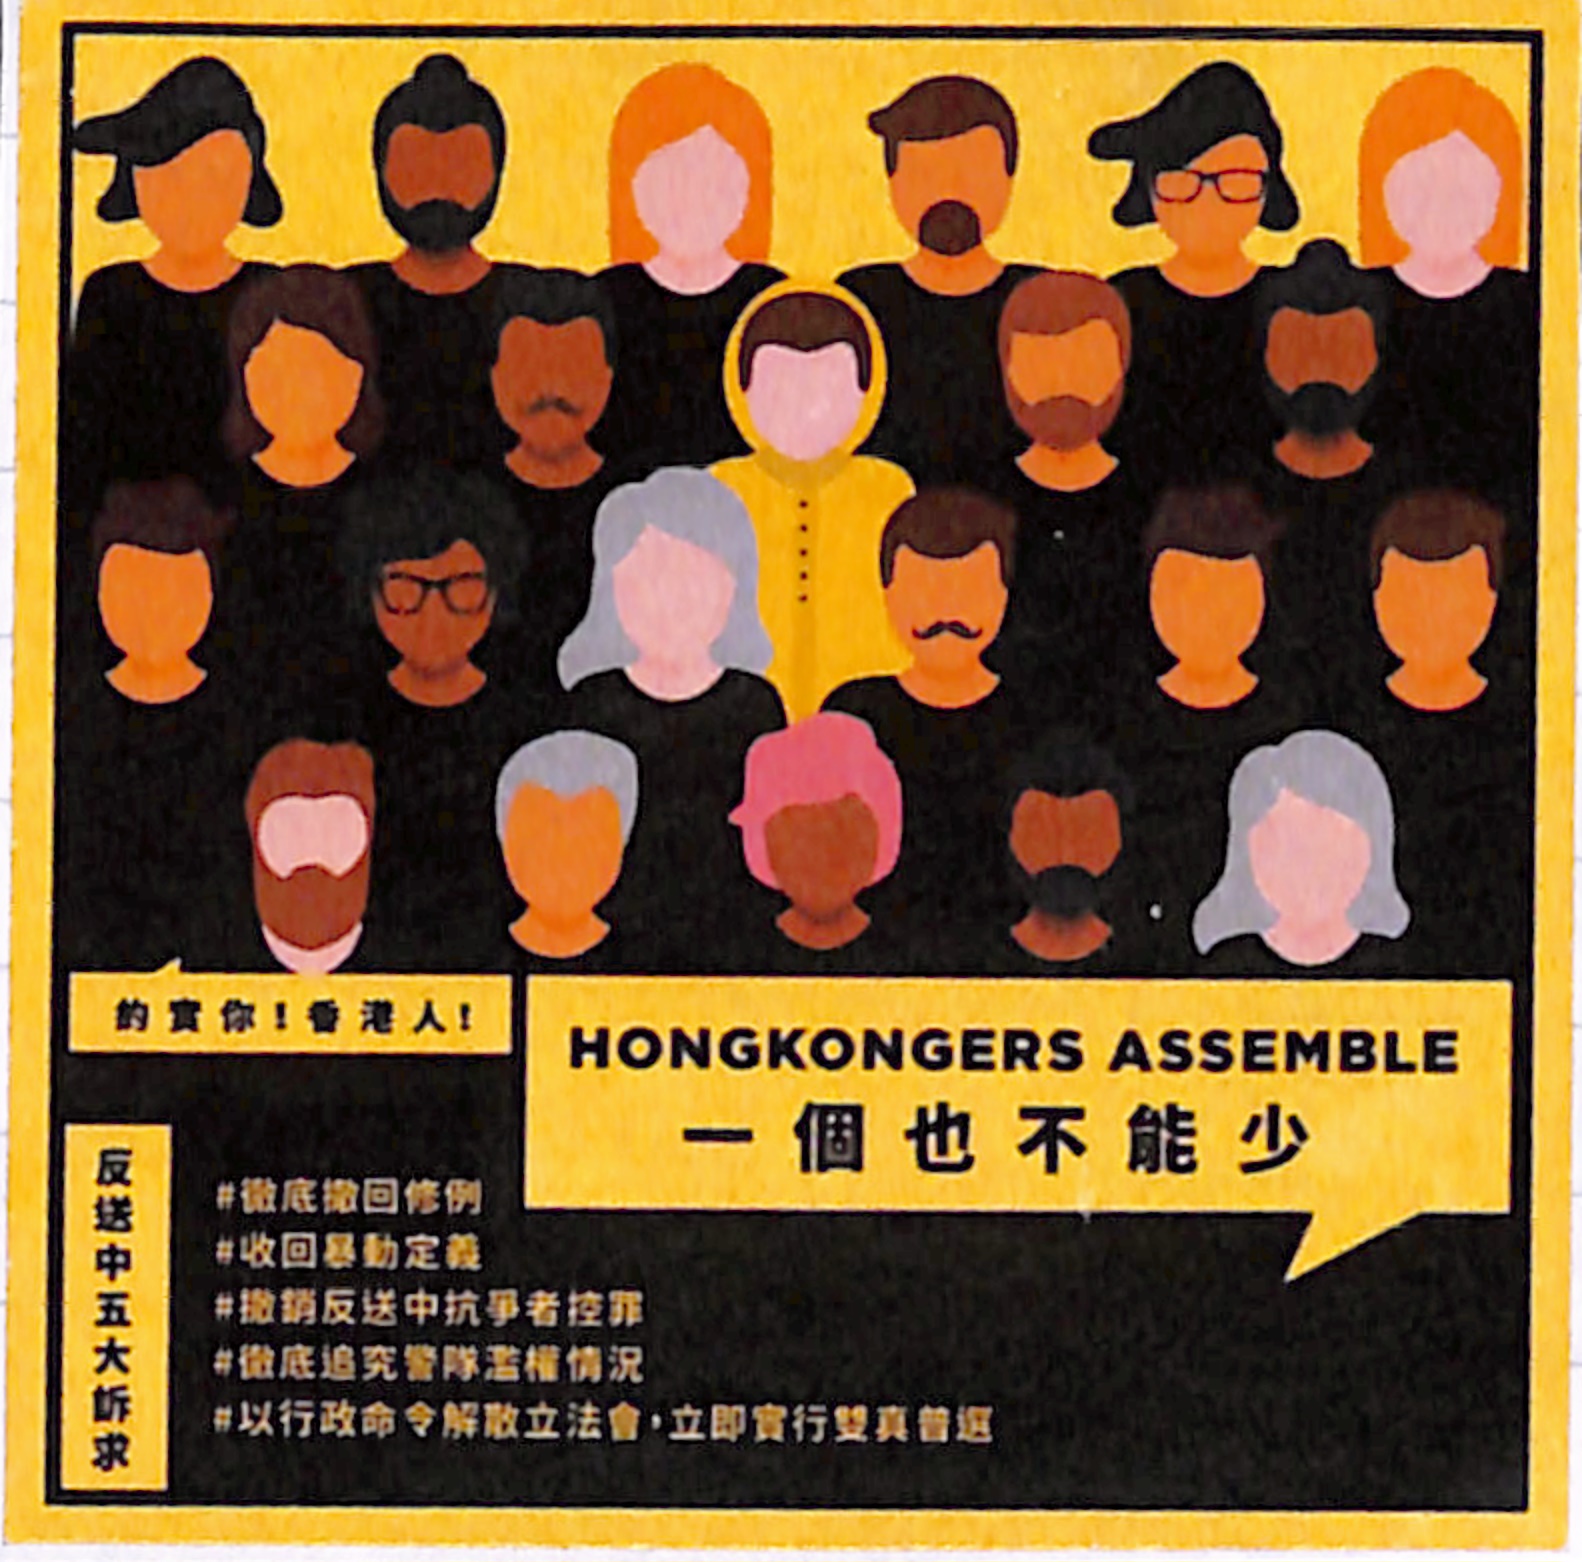 約實你！香港人！
HONGKONGERS ASSEMBLE
一個也不能少
反送中五大訴求
#徹底撤回修例
#收回暴動定義
#撤銷反送中抗爭者控罪
#徹底追究警隊濫權情況
#以行政命令解散立法會，立即實行雙真普選